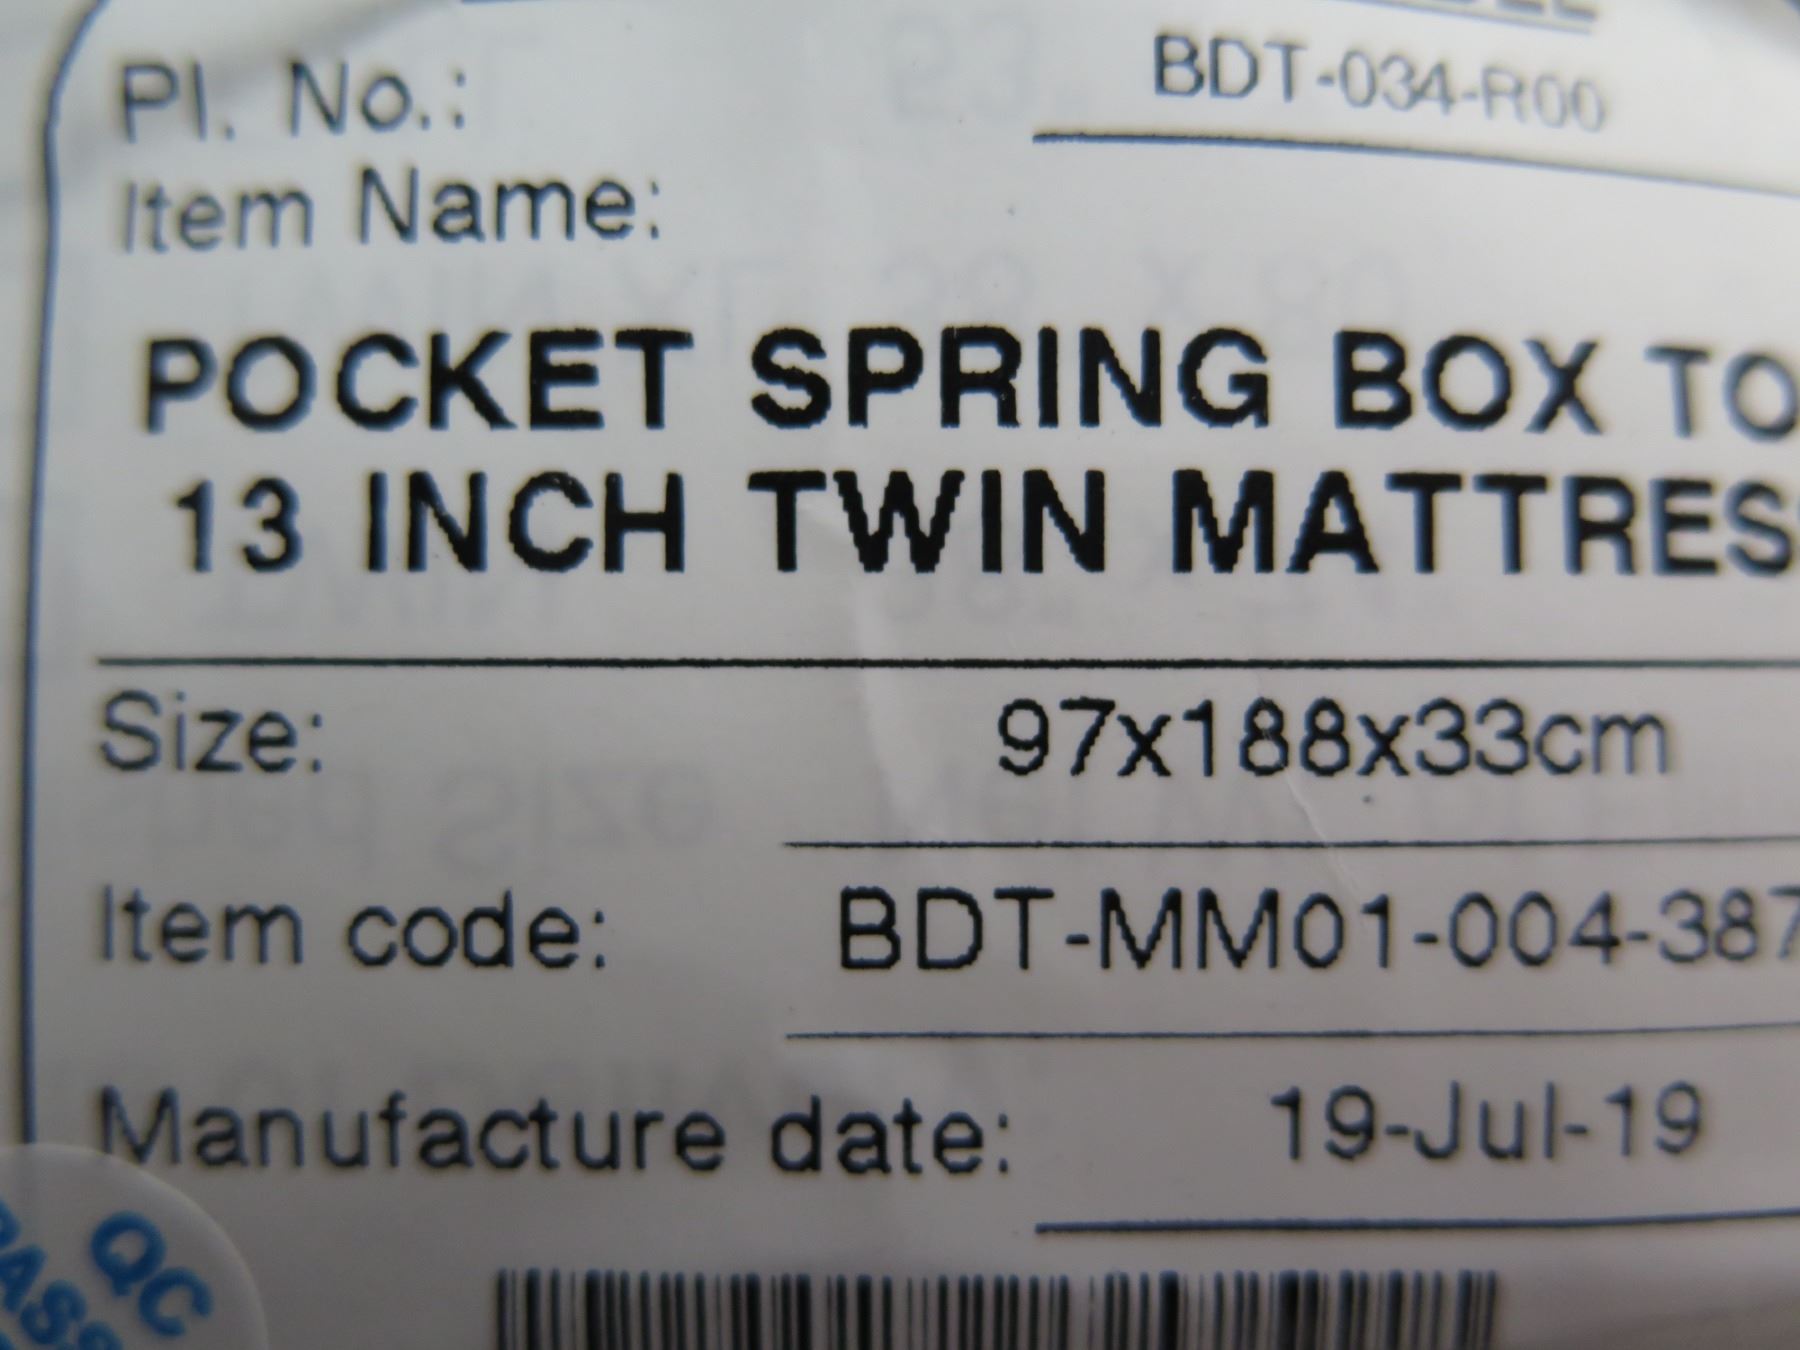 Pl. No.: BDT-034-R00
Item Name:
POCKET SPRING BOX TO
13 INCH TWIN MATTRES
Size: 97x188x33cm
Item code: BDT-MM01-004-387
Manufacture date: 19-Jul-19
QC
PASS